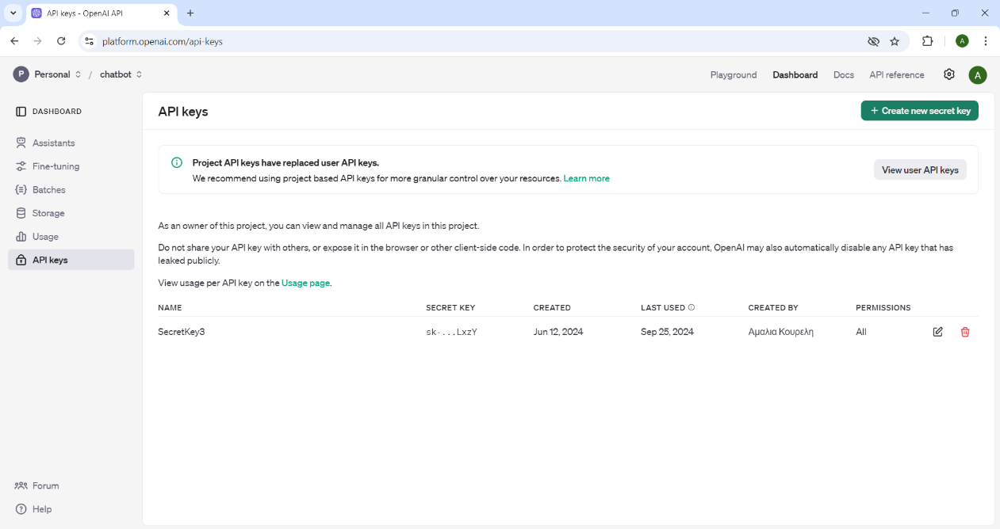 API keys - OpenAI API
platform.openai.com/api-keys
A
P Personal / chatbot
Playground Dashboard Docs API reference A
DASHBOARD
Assistants
Fine-tuning
Batches
Storage
Usage
API keys
Forum
Help
API keys
+ Create new secret key
Project API keys have replaced user API keys.
We recommend using project based API keys for more granular control over your resources. Learn more
View user API keys
As an owner of this project, you can view and manage all API keys in this project.
Do not share your API key with others, or expose it in the browser or other client-side code. In order to protect the security of your account, OpenAI may also automatically disable any API key that has
leaked publicly.
View usage per API key on the Usage page.
NAME SECRET KEY CREATED LAST USED CREATED BY PERMISSIONS
SecretKey3 sk-...LxzY Jun 12, 2024 Sep 25, 2024 Αμαλια Κουρελη All